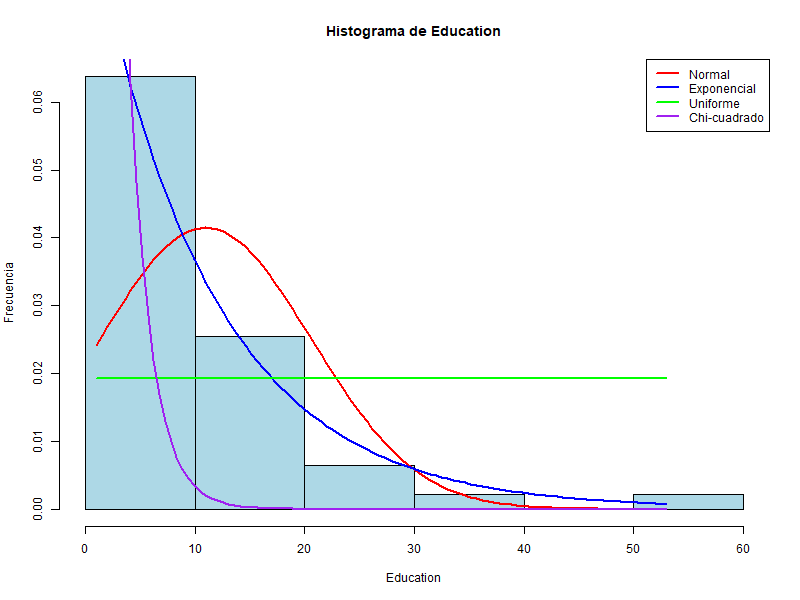 Histograma de Education
Normal
Exponencial
Uniforme
Chi-cuadrado
Frecuencia
0.06
0.05
0.04
0.03
0.02
0.01
0.00
0 10 20 30 40 50 60
Education